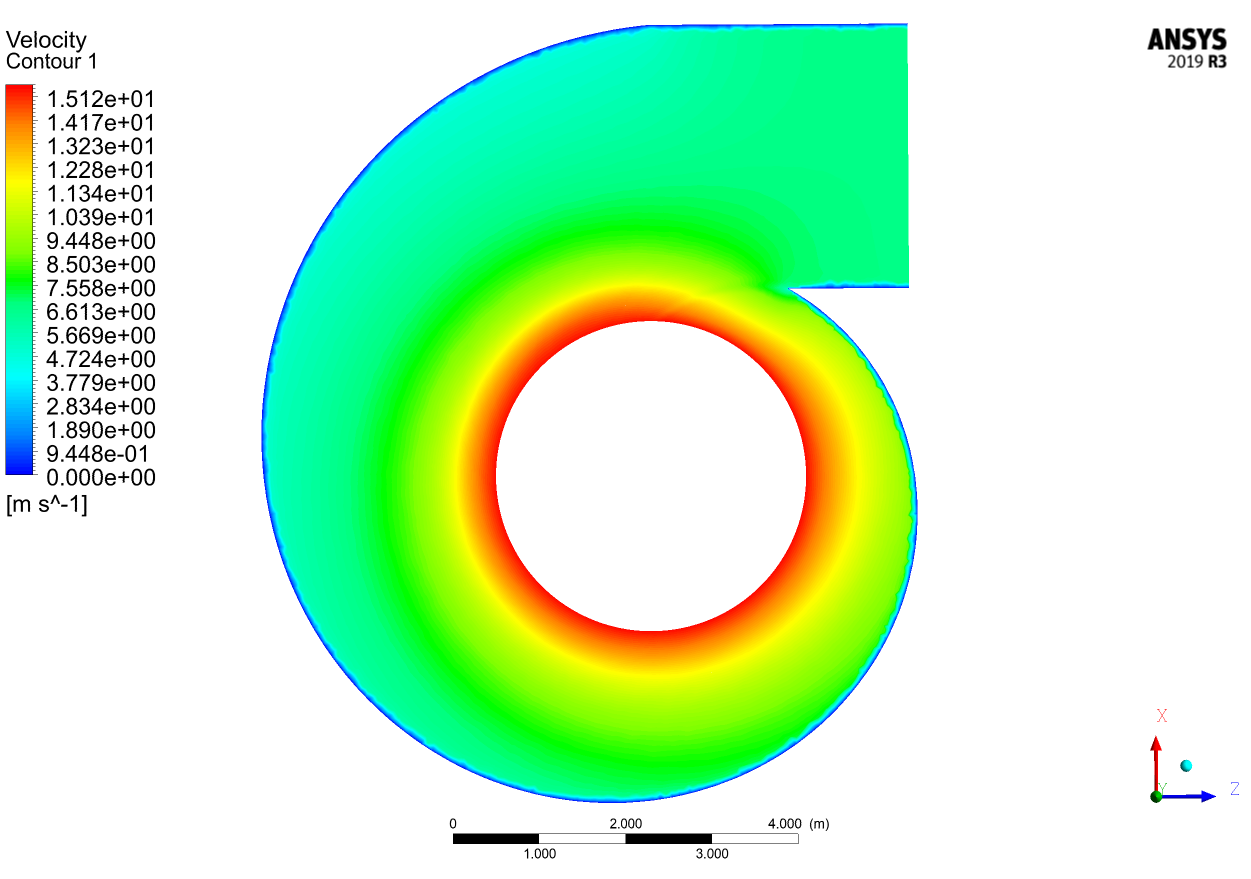 Velocity
Contour 1
1.512e+01
1.417e+01
1.323e+01
1.228e+01
1.134e+01
1.039e+01
9.448e+00
8.503e+00
7.558e+00
6.613e+00
5.669e+00
4.724e+00
3.779e+00
2.834e+00
1.890e+00
9.448e-01
0.000e+00
[m s^-1]
ANSYS
2019 R3
0 2.000 4.000 (m)
1.000 3.000
X
Y
Z